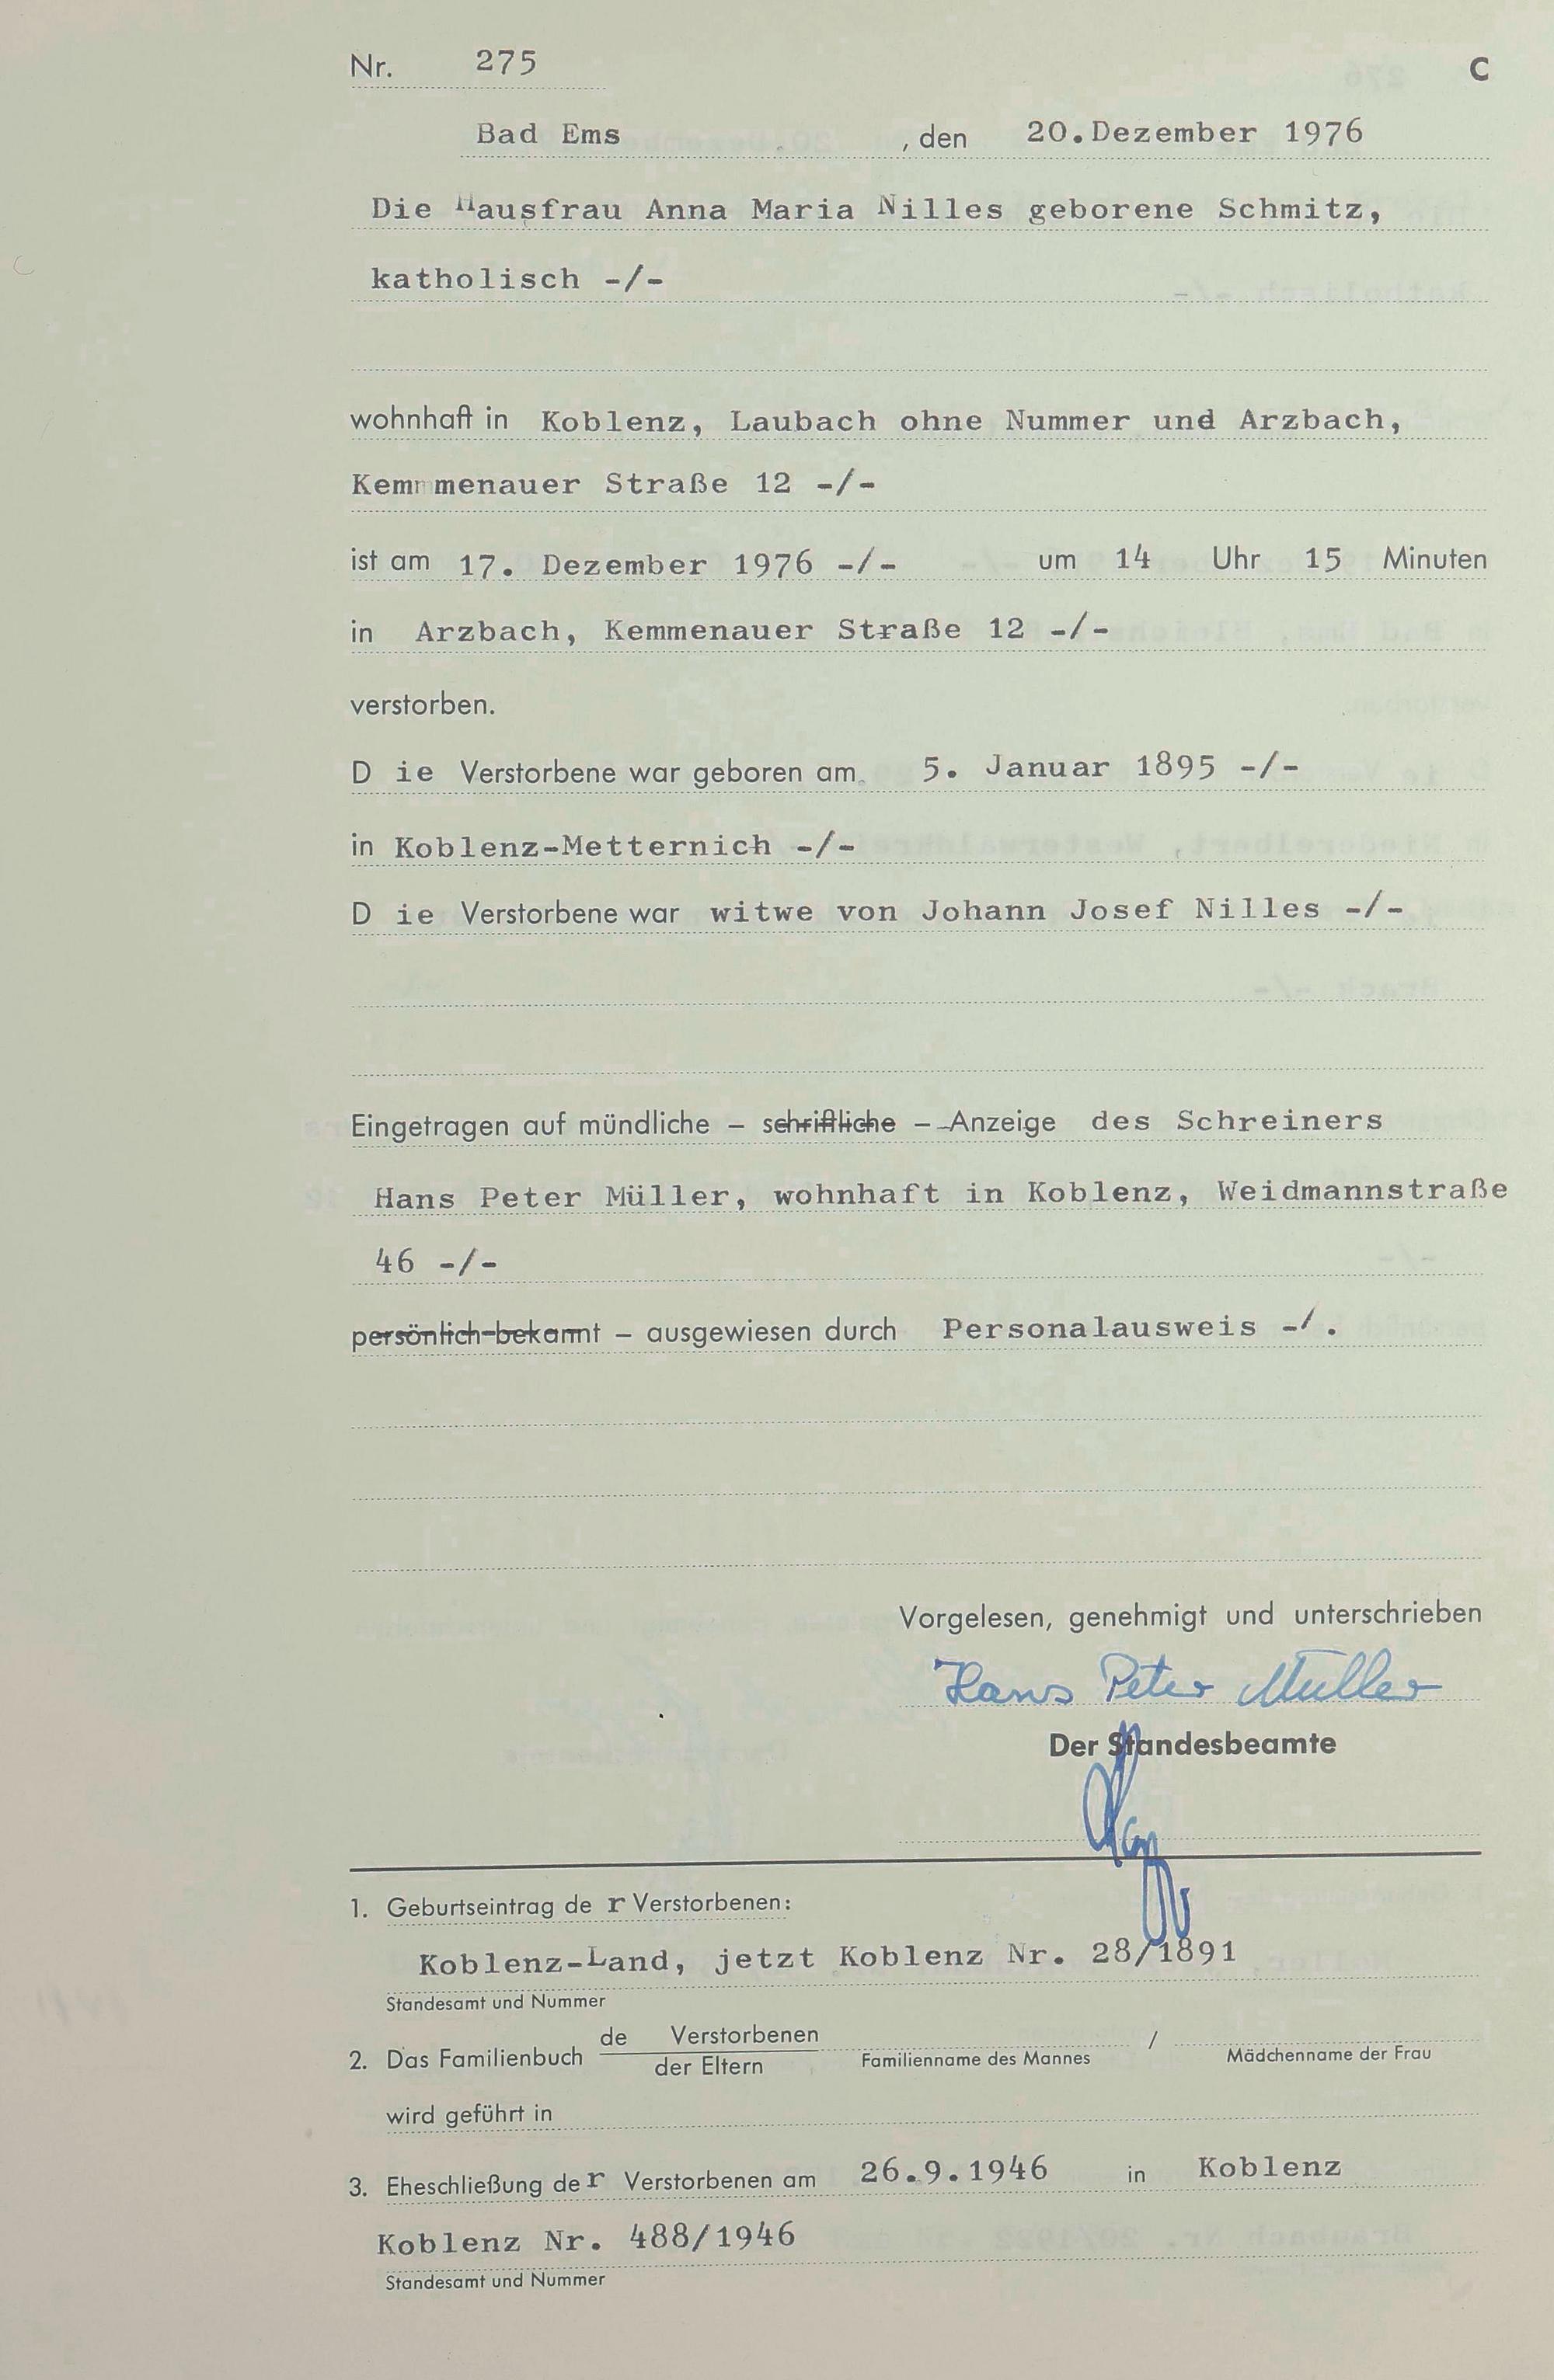 Nr. 275 C
Bad Ems , den 20.Dezember 1976
Die Hausfrau Anna Maria Nilles geborene Schmitz,
katholisch -/-
wohnhaft in Koblenz, Laubach ohne Nummer und Arzbach,
Kemmenauer Straße 12 -/-
ist am 17. Dezember 1976 -/- um 14 Uhr 15 Minuten
in Arzbach, Kemmenauer Straße 12 -/-
verstorben.
D ie Verstorbene war geboren am 5. Januar 1895 -/-
in Koblenz-Metternich -/-
D ie Verstorbene war witwe von Johann Josef Nilles -/-
Eingetragen auf mündliche – schriftliche – Anzeige des Schreiners
Hans Peter Müller, wohnhaft in Koblenz, Weidmannstraße
46 -/-
persönlich bekannt – ausgewiesen durch Personalausweis -/.
Vorgelesen, genehmigt und unterschrieben
Hans Peter Müller
Der Standesbeamte
1. Geburtseintrag de r Verstorbenen:
Koblenz-Land, jetzt Koblenz Nr. 28/1891
Standesamt und Nummer
2. Das Familienbuch de Verstorbenen / 
der Eltern Familienname des Mannes Mädchenname der Frau
wird geführt in
3. Eheschließung de r Verstorbenen am 26.9.1946 in Koblenz
Koblenz Nr. 488/1946
Standesamt und Nummer